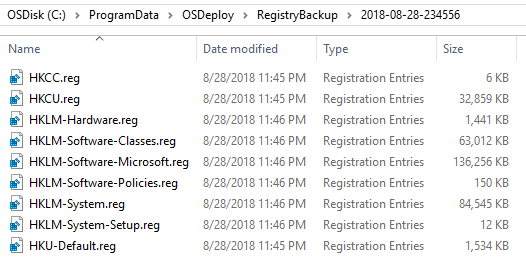 OSDisk (C:) > ProgramData > OSDeploy > RegistryBackup > 2018-08-28-234556
Name Date modified Type Size
HKCC.reg 8/28/2018 11:45 PM Registration Entries 6 KB
HKCU.reg 8/28/2018 11:45 PM Registration Entries 32,859 KB
HKLM-Hardware.reg 8/28/2018 11:46 PM Registration Entries 1,441 KB
HKLM-Software-Classes.reg 8/28/2018 11:46 PM Registration Entries 63,012 KB
HKLM-Software-Microsoft.reg 8/28/2018 11:46 PM Registration Entries 136,256 KB
HKLM-Software-Policies.reg 8/28/2018 11:46 PM Registration Entries 150 KB
HKLM-System.reg 8/28/2018 11:46 PM Registration Entries 84,545 KB
HKLM-System-Setup.reg 8/28/2018 11:46 PM Registration Entries 12 KB
HKU-Default.reg 8/28/2018 11:45 PM Registration Entries 1,534 KB